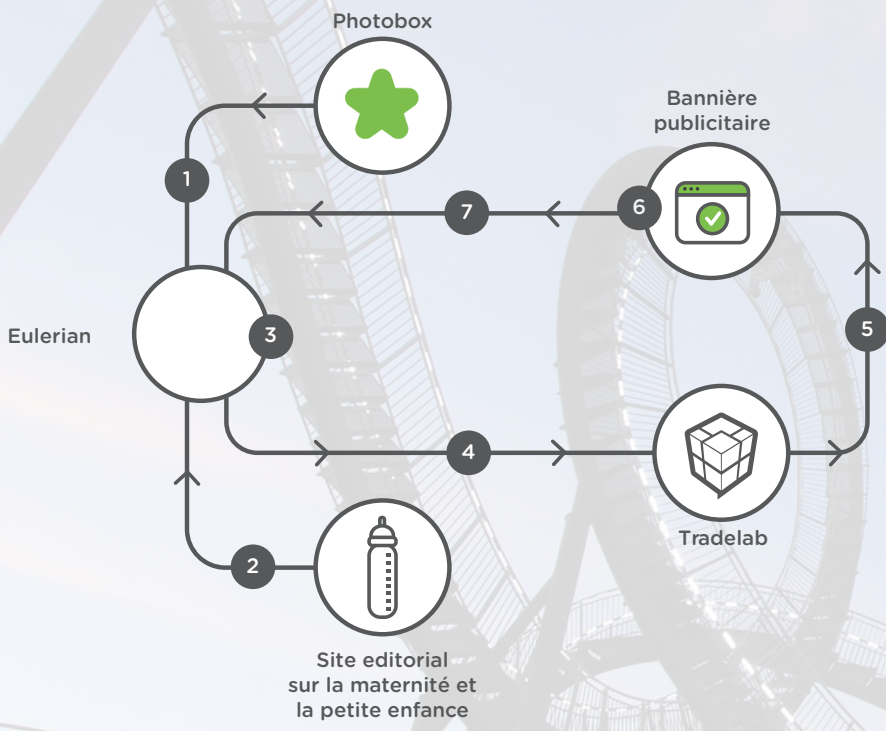 Photobox
Bannière
publicitaire
1
7
6
Eulerian
3
5
4
Tradelab
2
Site editorial
sur la maternité et
la petite enfance